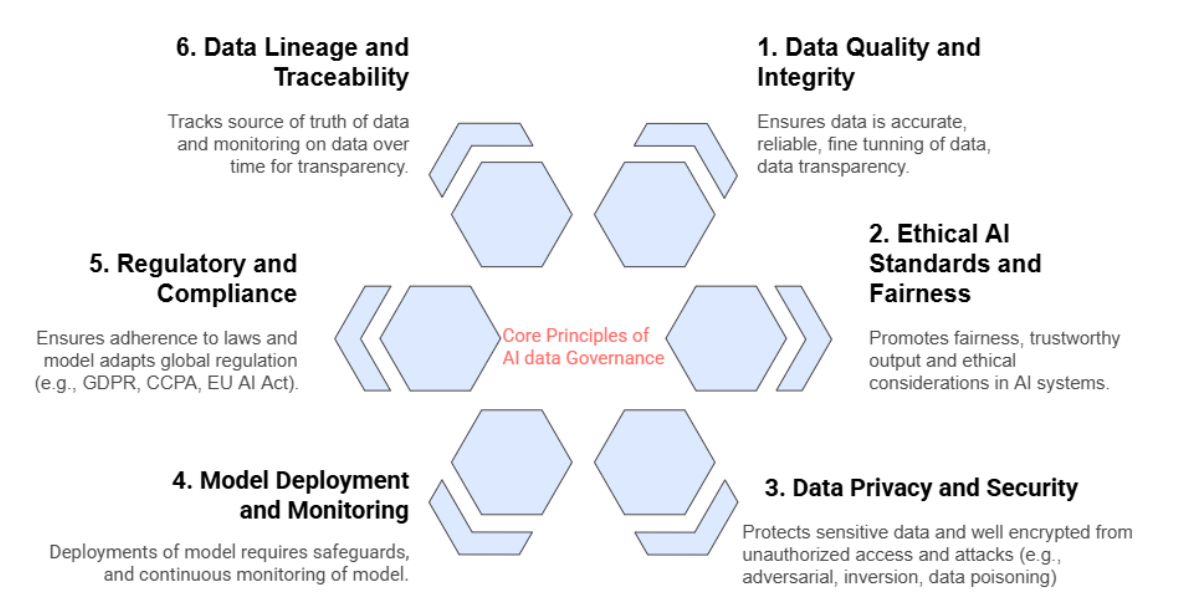 6. Data Lineage and
Traceability
Tracks source of truth of data
and monitoring on data over
time for transparency.
1. Data Quality and
Integrity
Ensures data is accurate,
reliable, fine tunning of data,
data transparency.
5. Regulatory and
Compliance
Ensures adherence to laws and
model adapts global regulation
(e.g., GDPR, CCPA, EU AI Act).
Core Principles of
AI data Governance
2. Ethical AI
Standards and
Fairness
Promotes fairness, trustworthy
output and ethical
considerations in AI systems.
4. Model Deployment
and Monitoring
Deployments of model requires safeguards,
and continuous monitoring of model.
3. Data Privacy and Security
Protects sensitive data and well encrypted from
unauthorized access and attacks (e.g.,
adversarial, inversion, data poisoning)